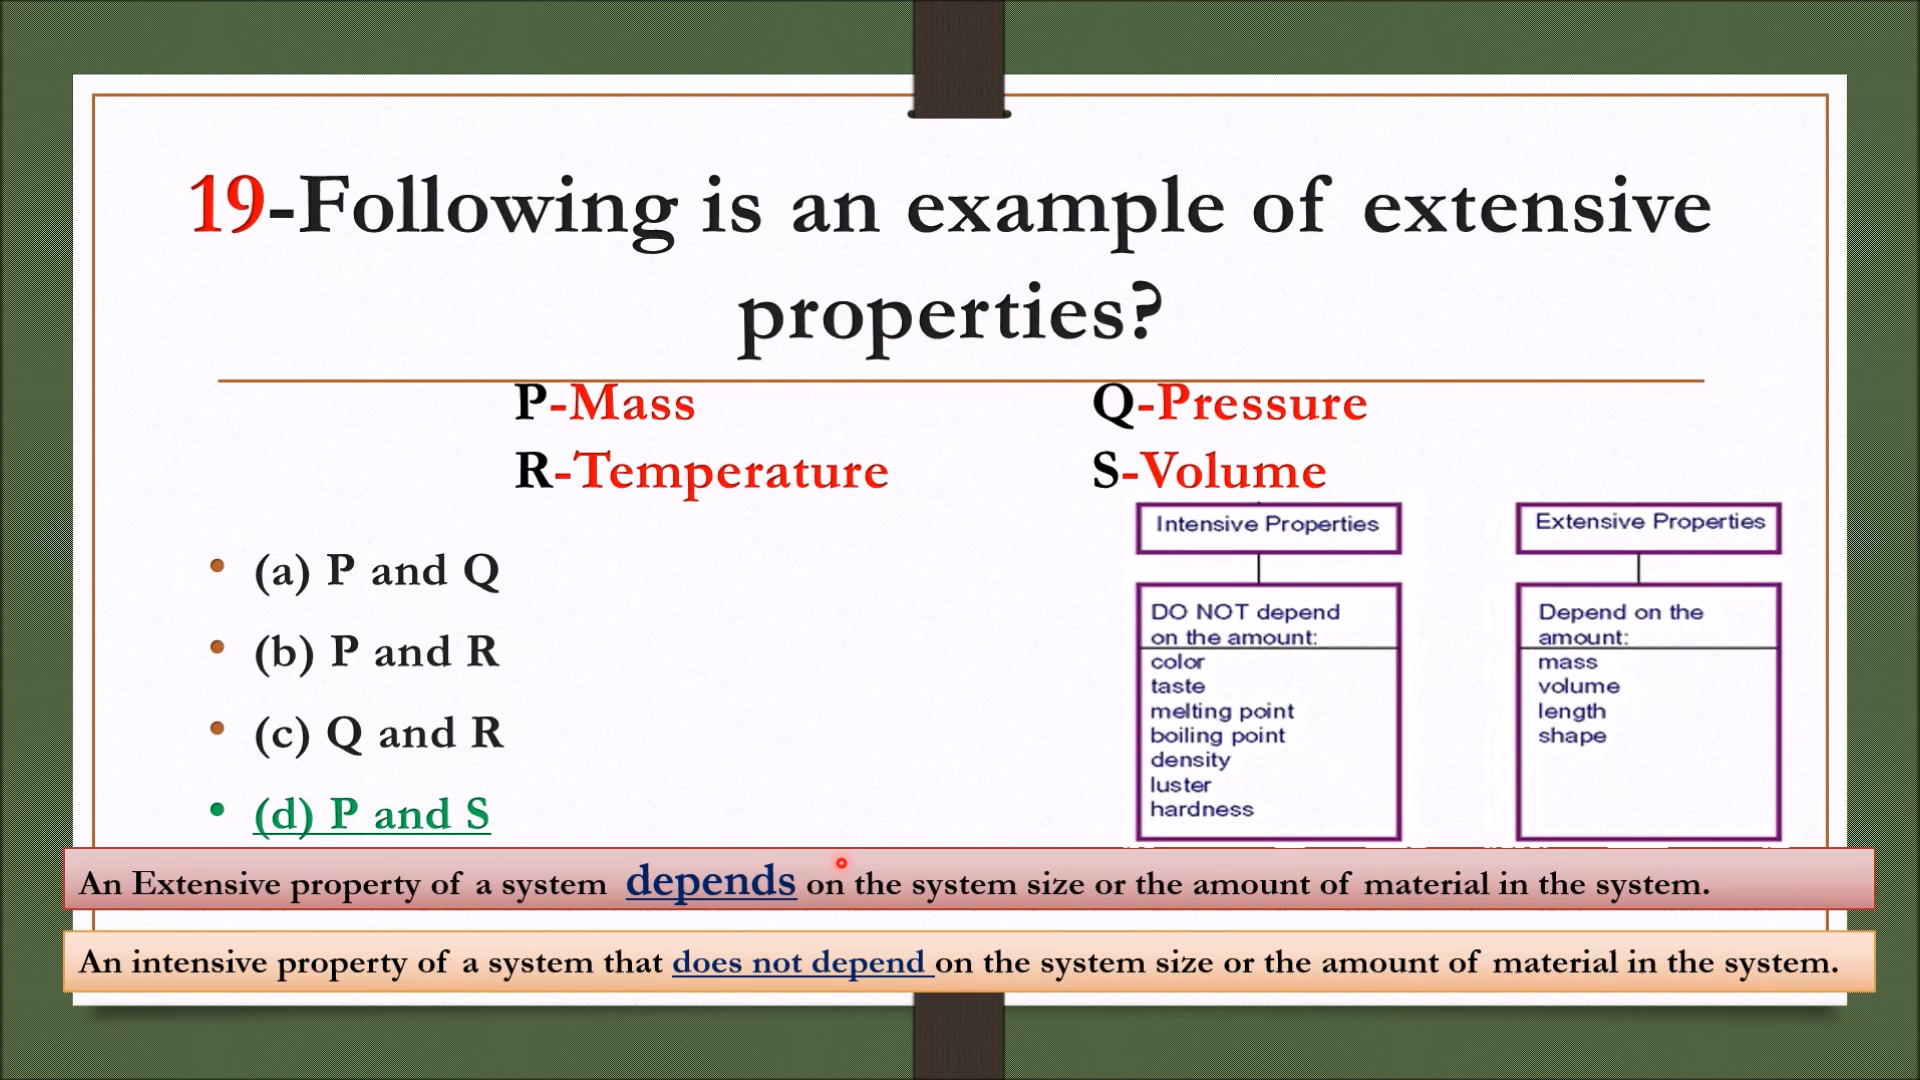 19-Following is an example of extensive
properties?
P-Mass
Q-Pressure
R-Temperature
S-Volume
• (a) P and Q
• (b) P and R
• (c) Q and R
• (d) P and S
Intensive Properties
DO NOT depend
on the amount:
color
taste
melting point
boiling point
density
luster
hardness
Extensive Properties
Depend on the
amount:
mass
volume
length
shape
An Extensive property of a system depends on the system size or the amount of material in the system.
An intensive property of a system that does not depend on the system size or the amount of material in the system.